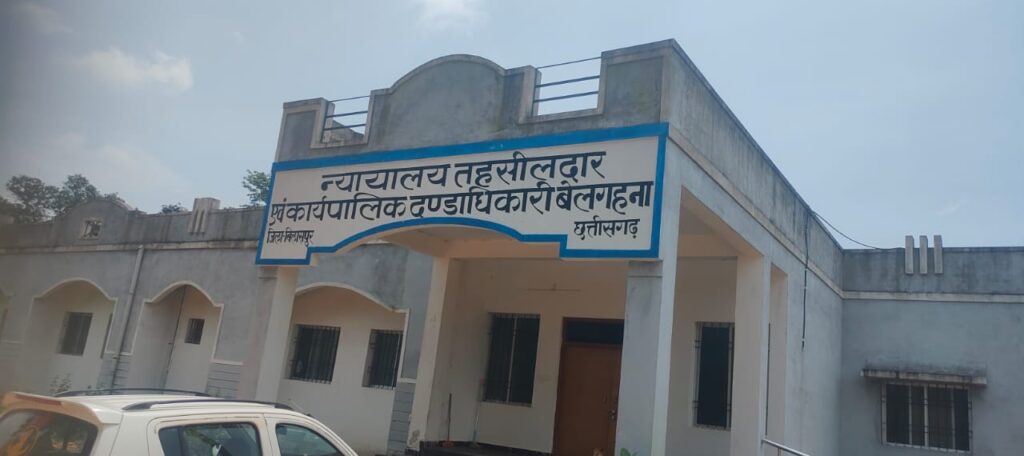 न्यायालय तहसीलदार
एवं कार्यपालिक दण्डाधिकारी बेलगहना
जिला-बिलासपुर छत्तीसगढ़